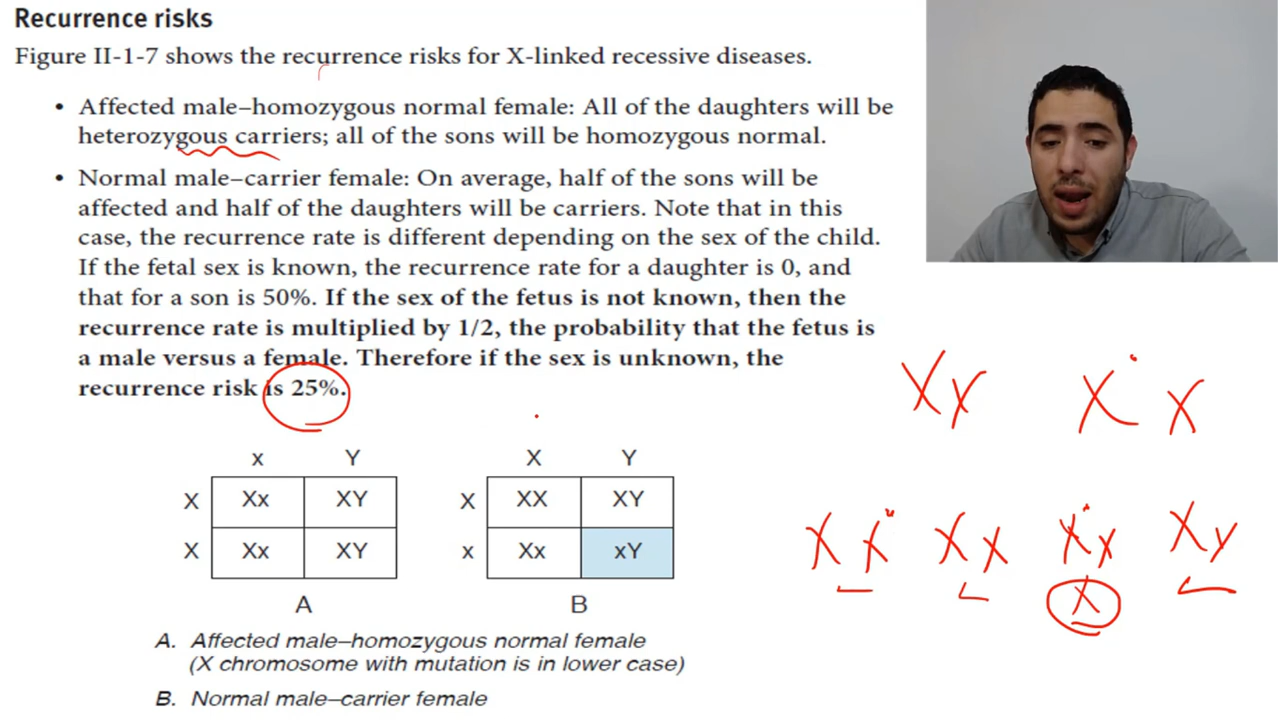 Recurrence risks
Figure II-1-7 shows the recurrence risks for X-linked recessive diseases.
• Affected male–homozygous normal female: All of the daughters will be
heterozygous carriers; all of the sons will be homozygous normal.
• Normal male–carrier female: On average, half of the sons will be
affected and half of the daughters will be carriers. Note that in this
case, the recurrence rate is different depending on the sex of the child.
If the fetal sex is known, the recurrence rate for a daughter is 0, and
that for a son is 50%. If the sex of the fetus is not known, then the
recurrence rate is multiplied by 1/2, the probability that the fetus is
a male versus a female. Therefore if the sex is unknown, the
recurrence risk is 25%.
x Y
X Xx XY
X Xx XY
A
X Y
X XX XY
x Xx xY
B
A. Affected male–homozygous normal female
(X chromosome with mutation is in lower case)
B. Normal male–carrier female
XY X X
X X X X X Y X Y
X